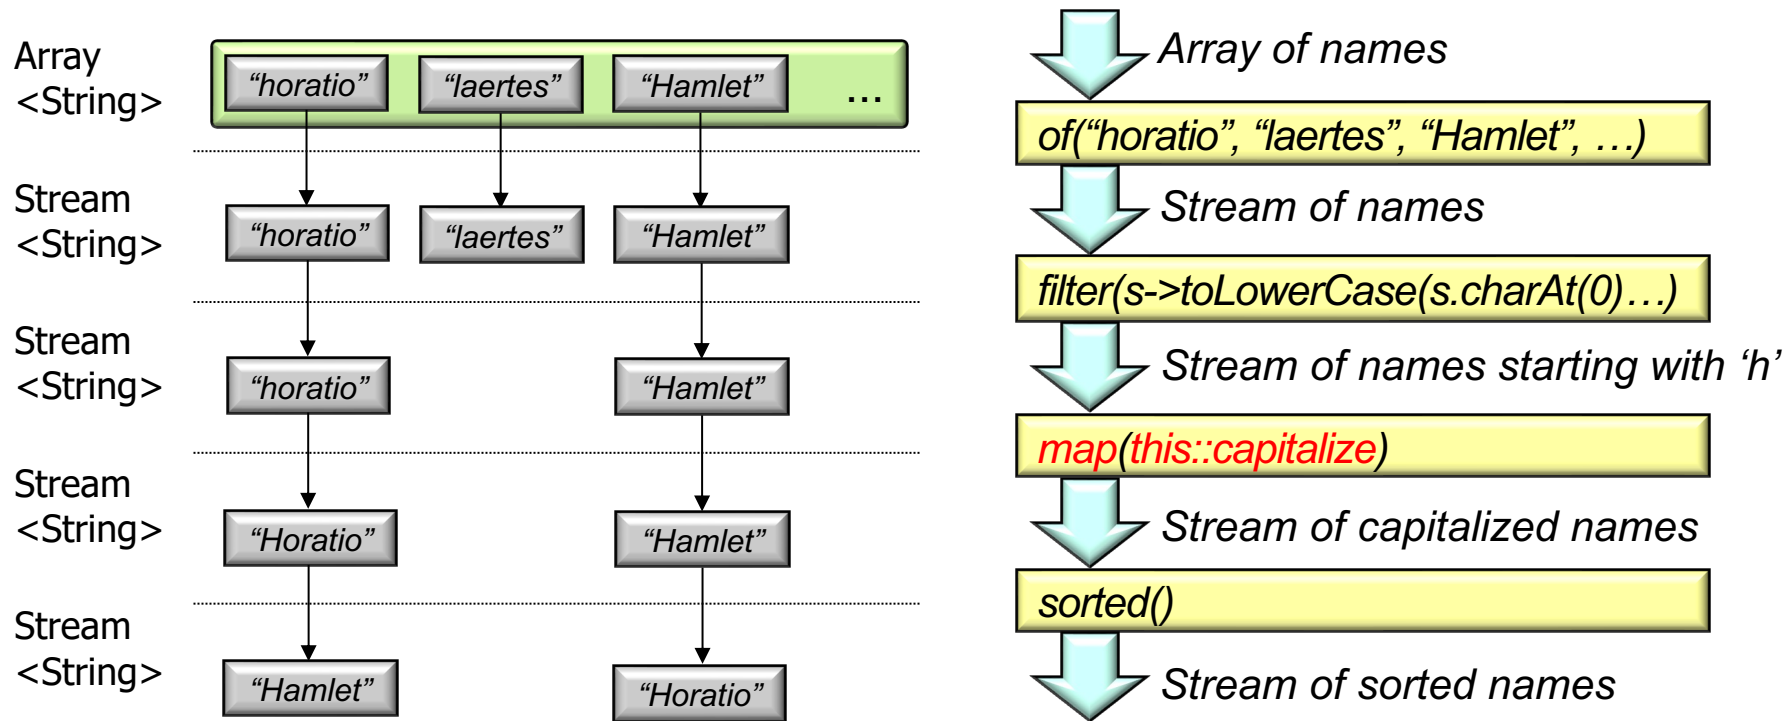 Array
<String>
“horatio” “laertes” “Hamlet” ...
Stream
<String>
“horatio” “laertes” “Hamlet”
Stream
<String>
“horatio” “Hamlet”
Stream
<String>
“Horatio” “Hamlet”
Stream
<String>
“Hamlet” “Horatio”
Array of names
of(“horatio”, “laertes”, “Hamlet”, …)
Stream of names
filter(s->toLowerCase(s.charAt(0)…)
Stream of names starting with ‘h’
map(this::capitalize)
Stream of capitalized names
sorted()
Stream of sorted names